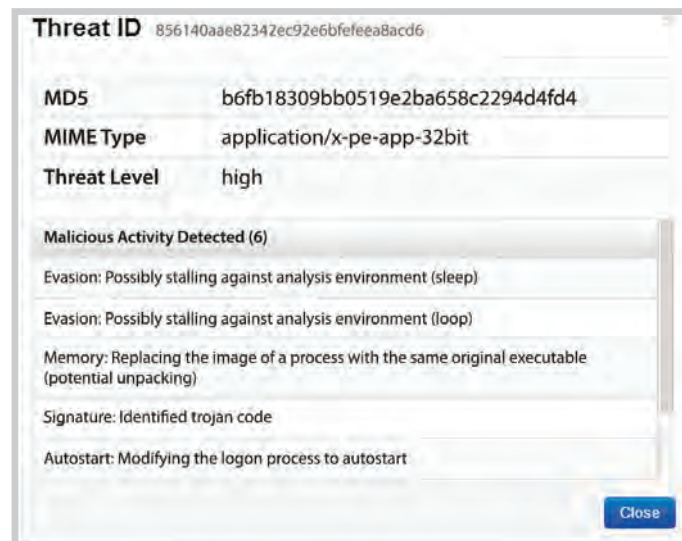 Threat ID 856140aae82342ec92e6bfefeea8acd6
MD5 b6fb18309bb0519e2ba658c2294d4fd4
MIME Type application/x-pe-app-32bit
Threat Level high
Malicious Activity Detected (6)
Evasion: Possibly stalling against analysis environment (sleep)
Evasion: Possibly stalling against analysis environment (loop)
Memory: Replacing the image of a process with the same original executable
(potential unpacking)
Signature: Identified trojan code
Autostart: Modifying the logon process to autostart
Close